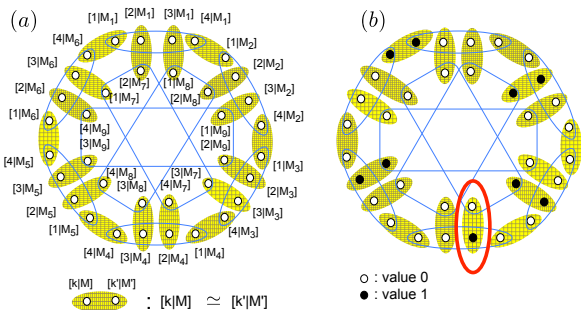 (a)
(b)
[2|M₁] [3|M₁]
[1|M₁] [4|M₁]
[4|M₆] [1|M₂]
[3|M₆] [2|M₇] [1|M₈] [2|M₂]
[2|M₆] [1|M₇] [2|M₈] [3|M₂]
[1|M₆] [4|M₉] [1|M₉] [4|M₂]
[3|M₉] [2|M₉]
[4|M₅] [4|M₈] [3|M₇] [1|M₃]
[3|M₅] [3|M₈] [4|M₇] [2|M₃]
[2|M₅] [3|M₃]
[1|M₅] [4|M₃]
[4|M₄] [3|M₄] [2|M₄] [1|M₄]
[k|M] [k'|M'] : [k|M] ≃ [k'|M']
○ : value 0
● : value 1